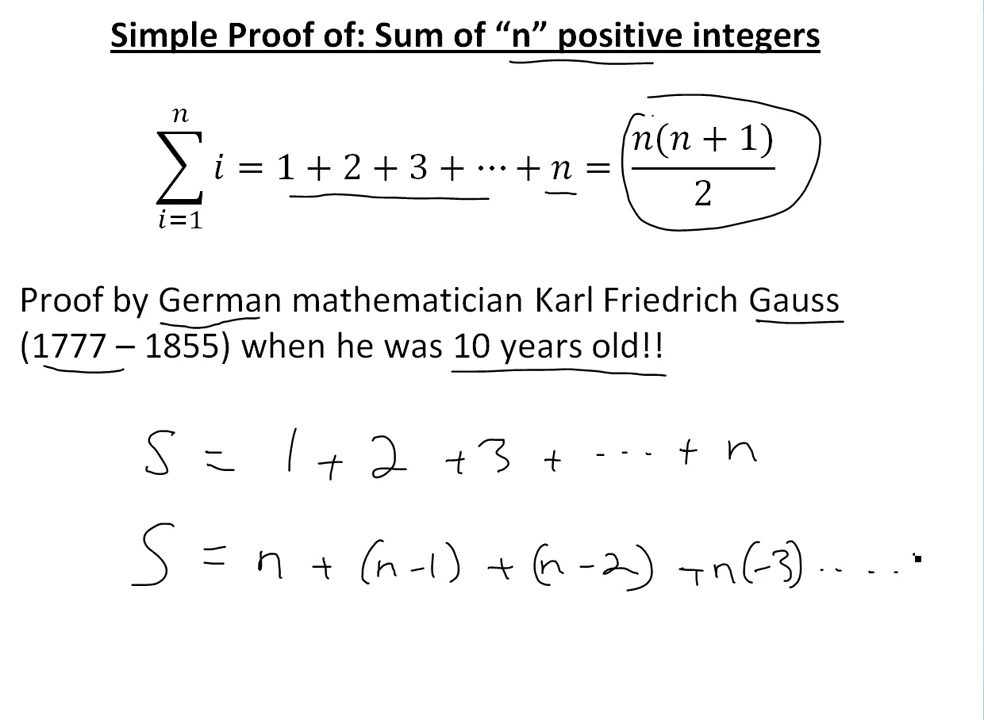 Simple Proof of: Sum of “n” positive integers
n
∑ i = 1 + 2 + 3 + ⋯ + n = n(n + 1)
i=1
2
Proof by German mathematician Karl Friedrich Gauss
(1777 – 1855) when he was 10 years old!!
S = 1 + 2 + 3 + ... + n
S = n + (n-1) + (n-2) + n(-3) .....